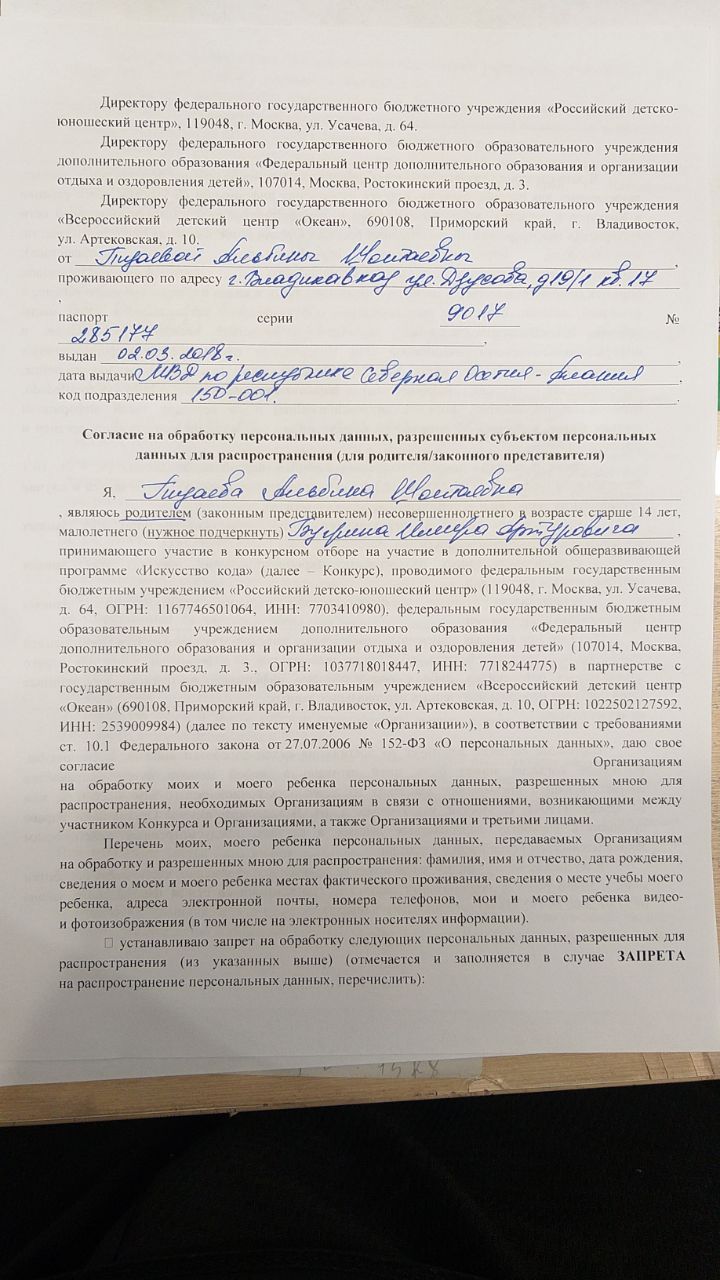 Директору федерального государственного бюджетного учреждения «Российский детско-
юношеский центр», 119048, г. Москва, ул. Усачева, д. 64.
Директору федерального государственного бюджетного образовательного учреждения
дополнительного образования «Федеральный центр дополнительного образования и организации
отдыха и оздоровления детей», 107014, Москва, Ростокинский проезд, д. 3.
Директору федерального государственного бюджетного образовательного учреждения
«Всероссийский детский центр «Океан», 690108, Приморский край, г. Владивосток,
ул. Артековская, д. 10.
от Альбины ,
проживающего по адресу г. Владикавказ ул. Дзусова, д19/1 кв. 17
.
паспорт серии 9017 №
285177 ,
выдан 02.03.2018г. ,
дата выдачи МВД по республике Северная Осетия - Алания .
код подразделения 150-001. .
Согласие на обработку персональных данных, разрешенных субъектом персональных
данных для распространения (для родителя/законного представителя)
Я, Альбина
, являюсь родителем (законным представителем) несовершеннолетнего в возрасте старше 14 лет,
малолетнего (нужное подчеркнуть) Артуровича ,
принимающего участие в конкурсном отборе на участие в дополнительной общеразвивающей
программе «Искусство кода» (далее – Конкурс), проводимого федеральным государственным
бюджетным учреждением «Российский детско-юношеский центр» (119048, г. Москва, ул. Усачева,
д. 64, ОГРН: 1167746501064, ИНН: 7703410980), федеральным государственным бюджетным
образовательным учреждением дополнительного образования «Федеральный центр
дополнительного образования и организации отдыха и оздоровления детей» (107014, Москва,
Ростокинский проезд, д. 3., ОГРН: 1037718018447, ИНН: 7718244775) в партнерстве с
государственным бюджетным образовательным учреждением «Всероссийский детский центр
«Океан» (690108, Приморский край, г. Владивосток, ул. Артековская, д. 10, ОГРН: 1022502127592,
ИНН: 2539009984) (далее по тексту именуемые «Организации»), в соответствии с требованиями
ст. 10.1 Федерального закона от 27.07.2006 № 152-ФЗ «О персональных данных», даю свое
согласие Организациям
на обработку моих и моего ребенка персональных данных, разрешенных мною для
распространения, необходимых Организациям в связи с отношениями, возникающими между
участником Конкурса и Организациями, а также Организациями и третьими лицами.
Перечень моих, моего ребенка персональных данных, передаваемых Организациям
на обработку и разрешенных мною для распространения: фамилия, имя и отчество, дата рождения,
сведения о моем и моего ребенка местах фактического проживания, сведения о месте учебы моего
ребенка, адреса электронной почты, номера телефонов, мои и моего ребенка видео-
и фотоизображения (в том числе на электронных носителях информации).
□ устанавливаю запрет на обработку следующих персональных данных, разрешенных для
распространения (из указанных выше) (отмечается и заполняется в случае ЗАПРЕТА
на распространение персональных данных, перечислить):